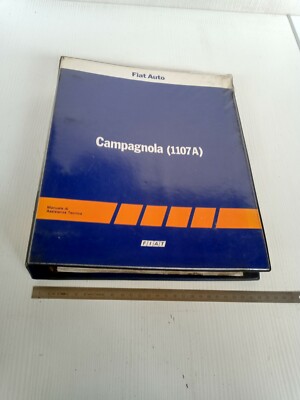 Fiat Auto
Campagnola (1107A)
Manuale di
Assistenza Tecnica
FIAT